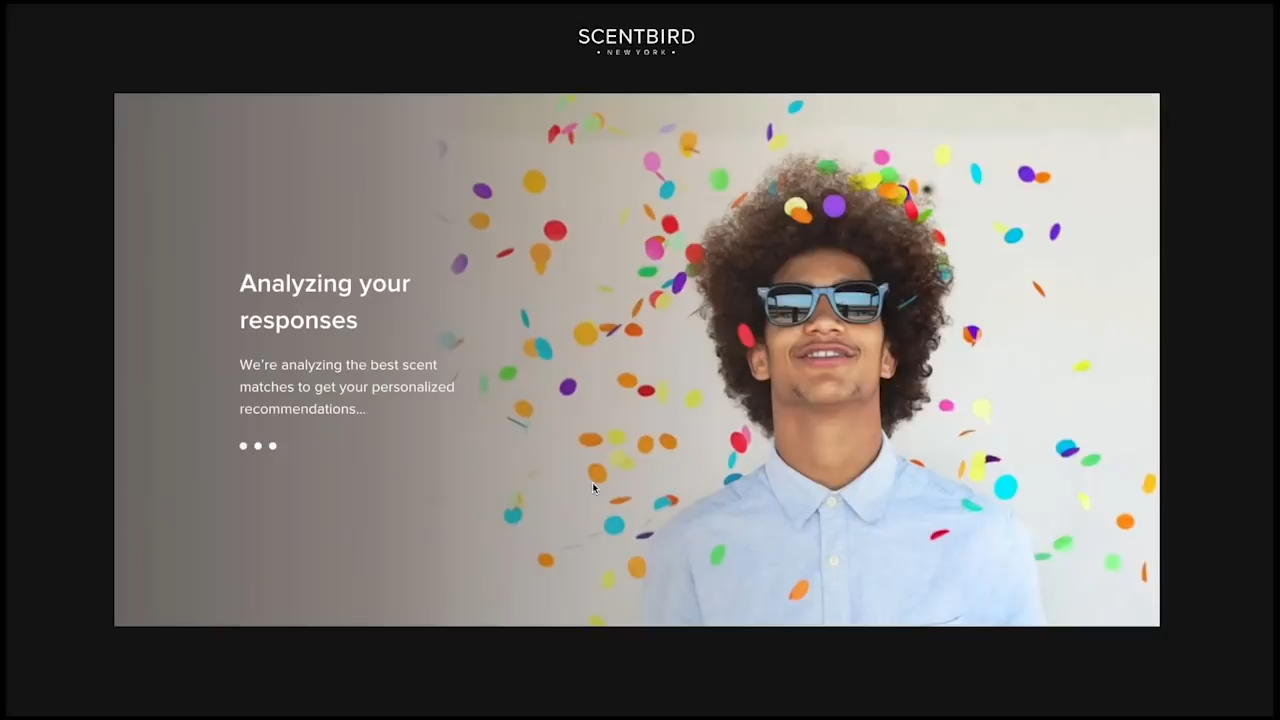 SCENTBIRD
• NEW YORK •
Analyzing your
responses
We're analyzing the best scent
matches to get your personalized
recommendations...